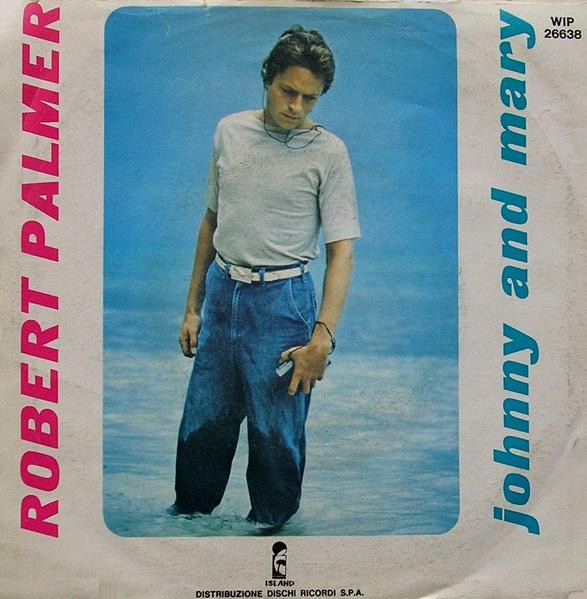 ROBERT PALMER
johnny and mary
WIP
26638
ISLAND
DISTRIBUZIONE DISCHI RICORDI S.P.A.